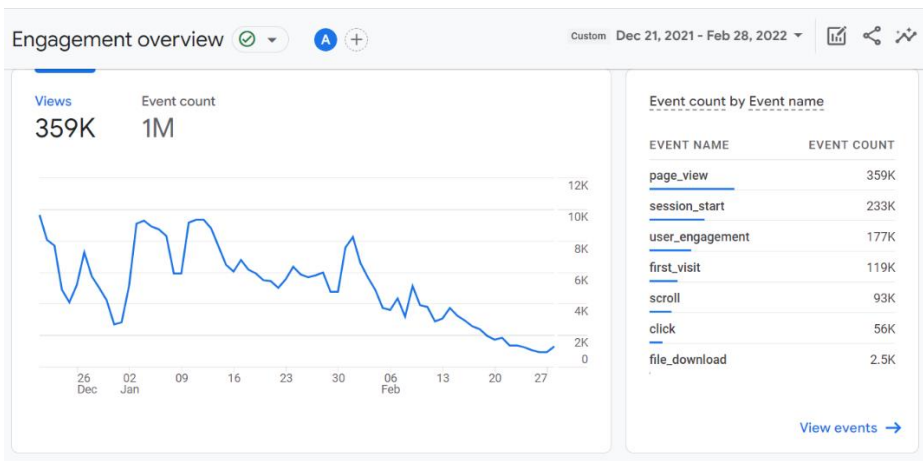 Engagement overview
A
Custom Dec 21, 2021 - Feb 28, 2022
Views
359K
Event count
1M
12K
10K
8K
6K
4K
2K
0
26 Dec
02 Jan
09
16
23
30
06 Feb
13
20
27
Event count by Event name
EVENT NAME EVENT COUNT
page_view 359K
session_start 233K
user_engagement 177K
first_visit 119K
scroll 93K
click 56K
file_download 2.5K
View events